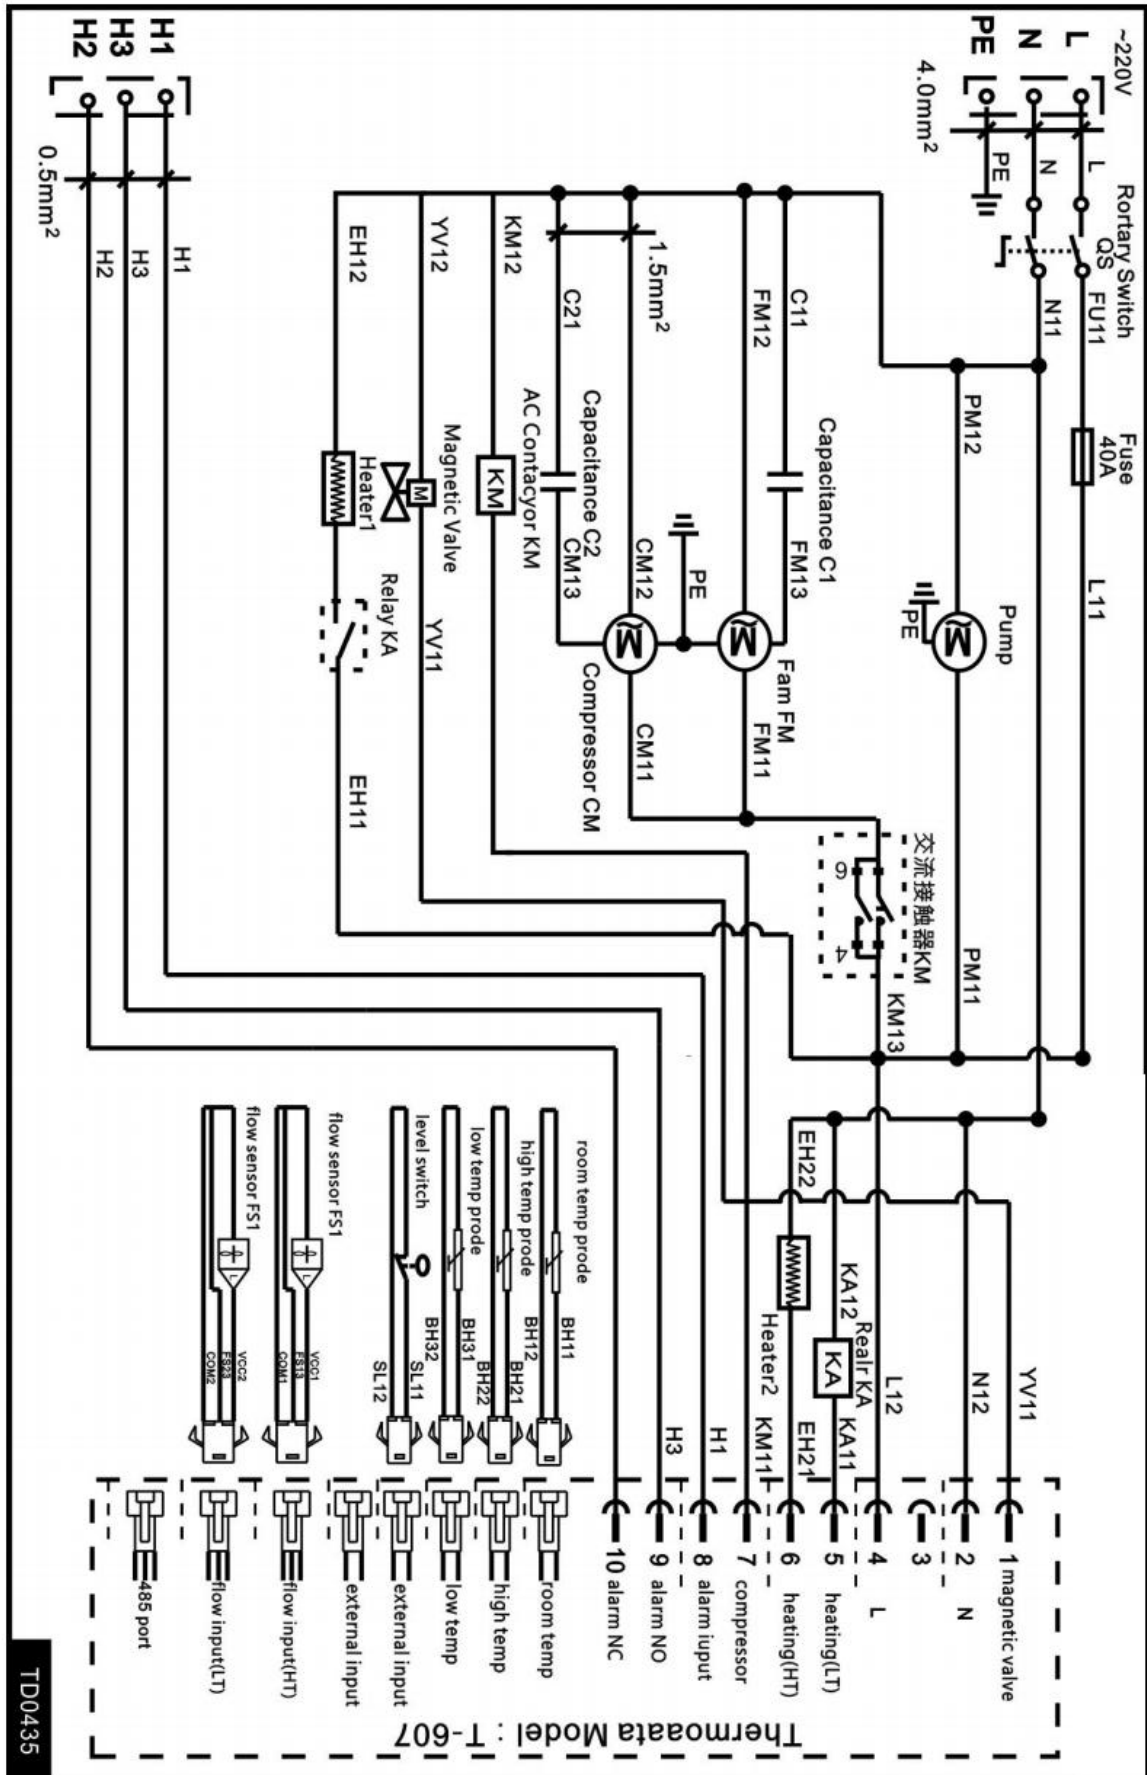 ~220V
L
N
PE
4.0mm²
L
N
PE
Rortary Switch
QS
FU11
N11
Fuse
40A
L11
PM12
Pump
PE
PM11
C11
Capacitance C1
FM13
FM12
Fam FM
FM11
1.5mm²
PE
CM12
CM11
Compressor CM
C21
Capacitance C2
CM13
KM12
AC Contacyor KM
KM
YV12
Magnetic Valve
M
YV11
EH12
Heater1
Relay KA
EH11
M
M
M
交流接触器KM
6
4
KM13
H1
H3
H2
0.5mm²
H1
H3
H2
YV11
N12
L12
KA12
Realr KA
KA
KA11
EH22
Heater2
EH21
KM11
H1
H3
room temp prode
BH11
BH12
high temp prode
BH21
BH22
low temp prode
BH31
BH32
level switch
SL11
SL12
flow sensor FS1
L
VCC1
FS13
COM1
flow sensor FS1
L
VCC2
FS23
COM2
1 magnetic valve
2 N
3
4 L
5 heating(LT)
6 heating(HT)
7 compressor
8 alarm iuput
9 alarm NO
10 alarm NC
room temp
high temp
low temp
external input
external input
flow input(HT)
flow input(LT)
485 port
Thermoaata Model : T-607
TD0435